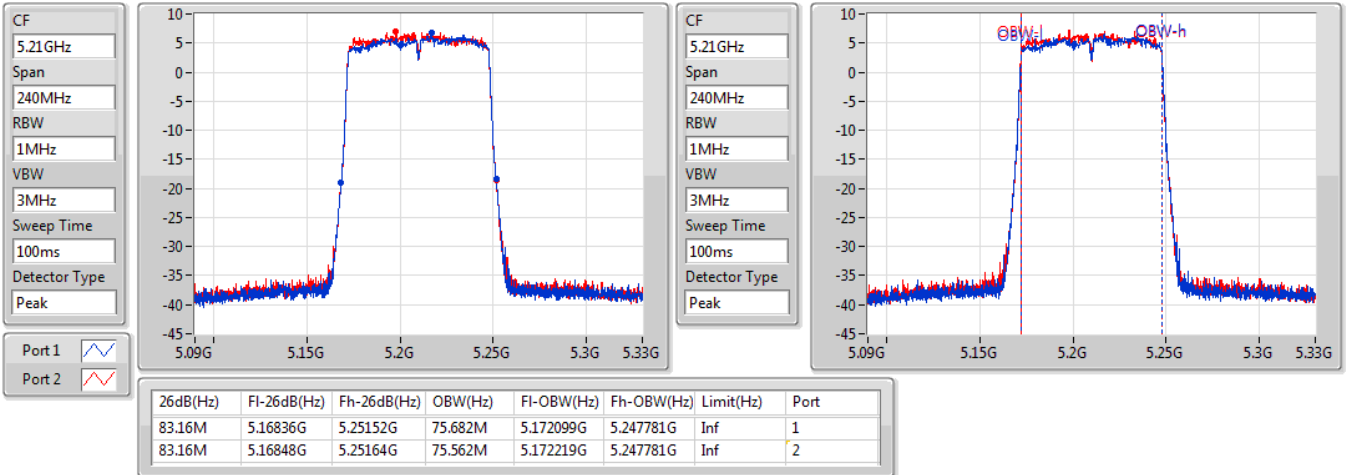 CF
5.21GHz
Span
240MHz
RBW
1MHz
VBW
3MHz
Sweep Time
100ms
Detector Type
Peak
10
5
0
-5
-10
-15
-20
-25
-30
-35
-40
-45
5.09G 5.15G 5.2G 5.25G 5.3G 5.33G
CF
5.21GHz
Span
240MHz
RBW
1MHz
VBW
3MHz
Sweep Time
100ms
Detector Type
Peak
OBW-l OBW-h
10
5
0
-5
-10
-15
-20
-25
-30
-35
-40
-45
5.09G 5.15G 5.2G 5.25G 5.3G 5.33G
Port 1
Port 2
26dB(Hz) Fl-26dB(Hz) Fh-26dB(Hz) OBW(Hz) Fl-OBW(Hz) Fh-OBW(Hz) Limit(Hz) Port
83.16M 5.16836G 5.25152G 75.682M 5.172099G 5.247781G Inf 1
83.16M 5.16848G 5.25164G 75.562M 5.172219G 5.247781G Inf 2